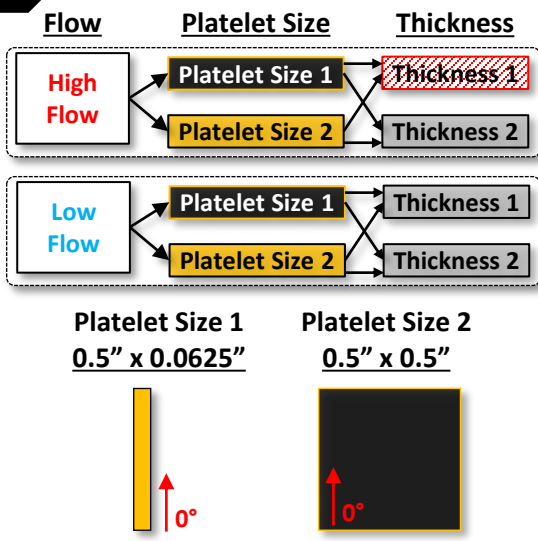 Flow Platelet Size Thickness
High Flow
Platelet Size 1 Thickness 1
Platelet Size 2 Thickness 2
Low Flow
Platelet Size 1 Thickness 1
Platelet Size 2 Thickness 2
Platelet Size 1 Platelet Size 2
0.5” x 0.0625” 0.5” x 0.5”
0° 0°